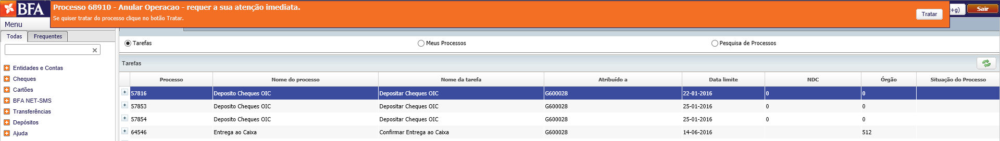 BFA
Processo 68910 - Anular Operacao - requer a sua atenção imediata.
Se quiser tratar do processo clique no botão Tratar.
Tratar
+g)
Sair
Menu
Todas
Frequentes
Entidades e Contas
Cheques
Cartões
BFA NET-SMS
Transferências
Depósitos
Ajuda
Tarefas
Meus Processos
Pesquisa de Processos
Tarefas
Processo Nome do processo Nome da tarefa Atribuído a Data limite NDC Órgão Situação do Processo
57816 Deposito Cheques OIC Depositar Cheques OIC G600028 22-01-2016 0 0
57853 Deposito Cheques OIC Depositar Cheques OIC G600028 25-01-2016 0 0
57854 Deposito Cheques OIC Depositar Cheques OIC G600028 25-01-2016 0 0
64546 Entrega ao Caixa Confirmar Entrega ao Caixa G600028 14-06-2016 512